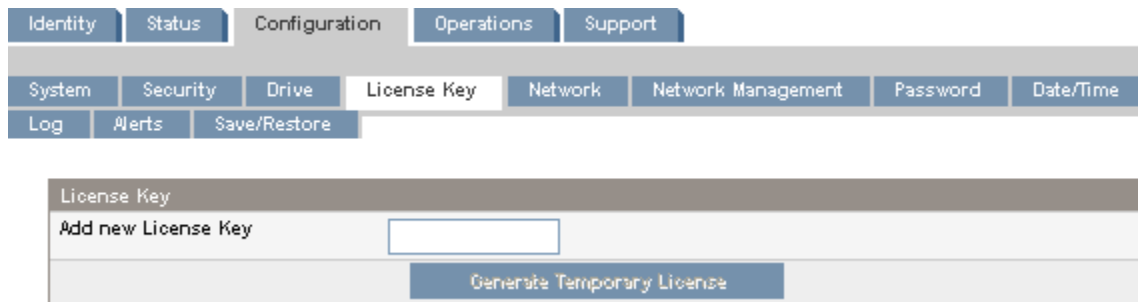 Identity Status Configuration Operations Support
System Security Drive License Key Network Network Management Password Date/Time
Log Alerts Save/Restore
License Key
Add new License Key
Generate Temporary License